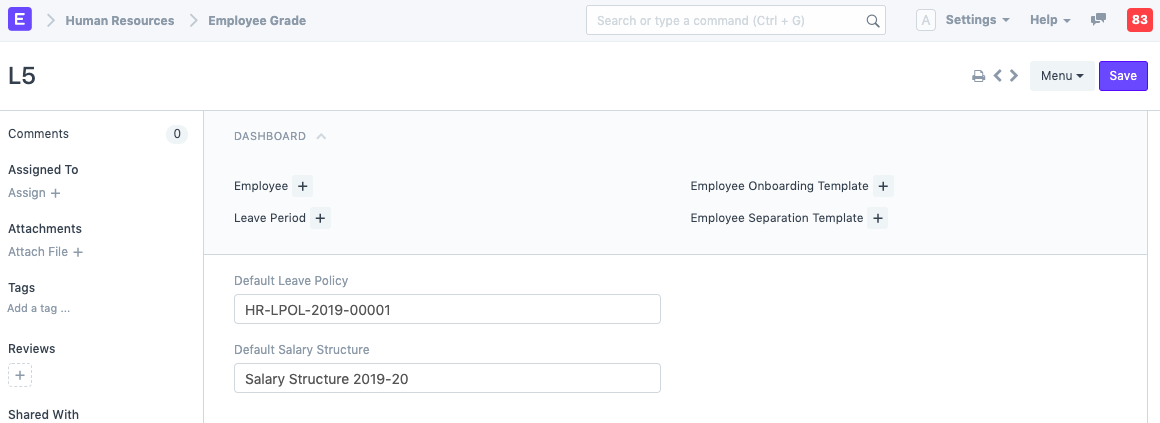 E Human Resources Employee Grade Search or type a command (Ctrl + G) A Settings Help 83
L5 Menu Save
Comments 0
Assigned To
Assign +
Attachments
Attach File +
Tags
Add a tag ...
Reviews
+
Shared With
DASHBOARD
Employee + Employee Onboarding Template +
Leave Period + Employee Separation Template +
Default Leave Policy
HR-LPOL-2019-00001
Default Salary Structure
Salary Structure 2019-20